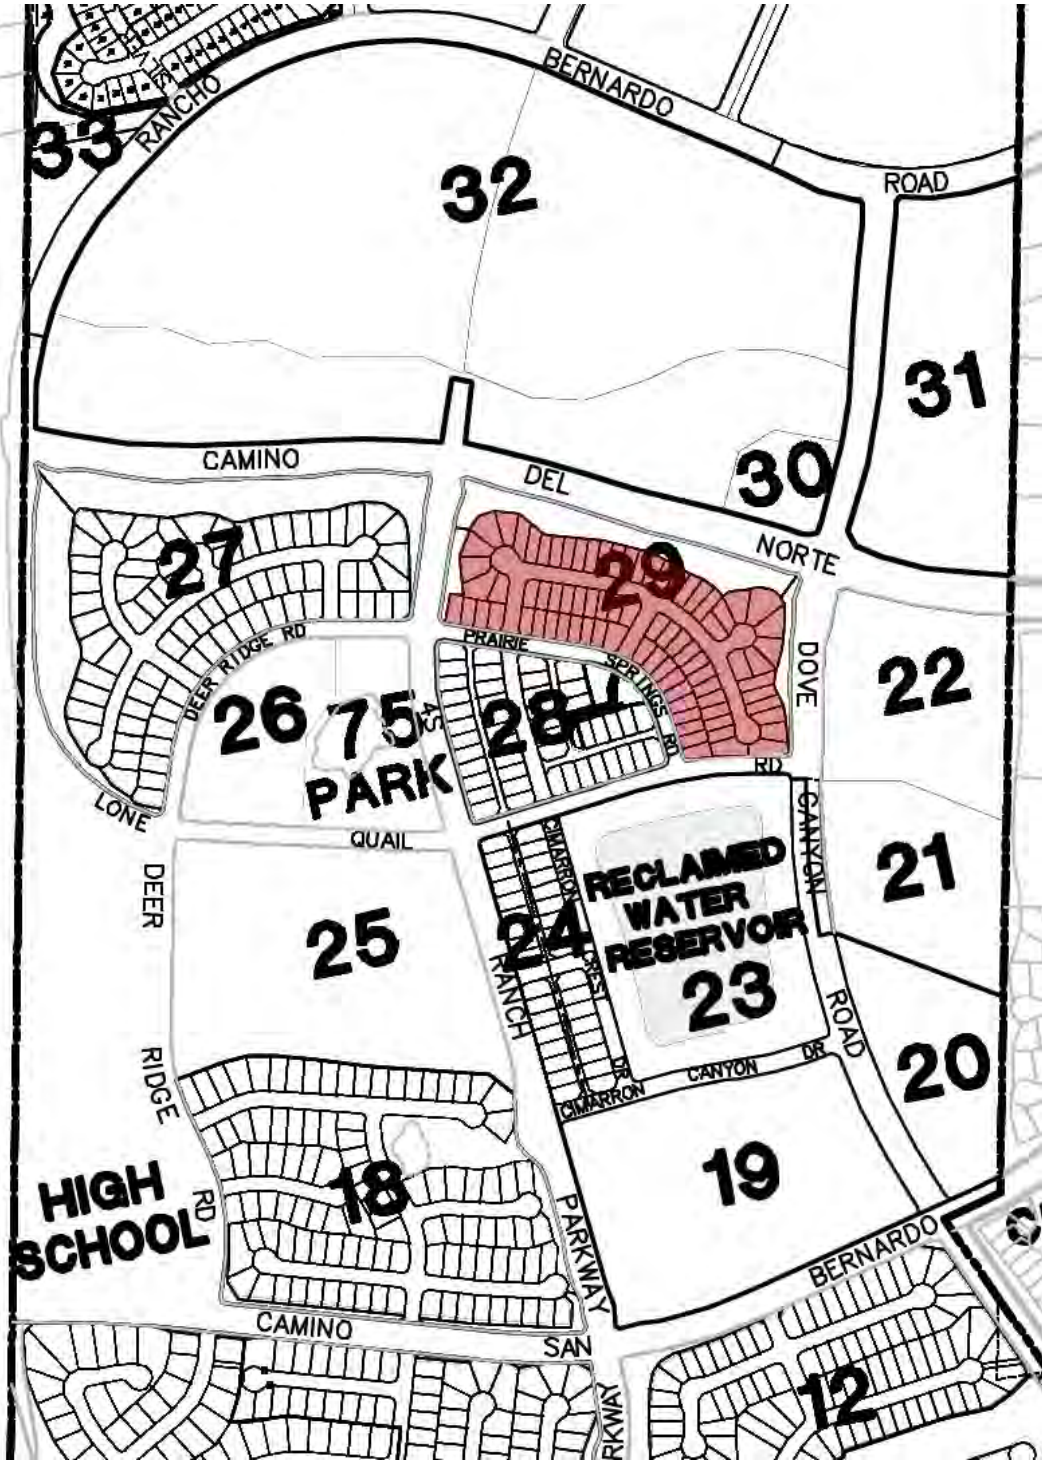 BERNARDO
RANCHO
33
32
ROAD
31
CAMINO
DEL
30
NORTE
27
29
DEER RIDGE RD
PRAIRIE
SPRINGS
RD
DOVE
22
26
75
PARK
4S
28
RD
LONE
QUAIL
CANYON
CIMARRON
CREST
DR
DEER
RECLAIMED
WATER
RESERVOIR
21
25
24
23
RANCH
ROAD
20
RIDGE
CIMARRON
CANYON
DR
18
19
HIGH
SCHOOL
RD
PARKWAY
BERNARDO
CAMINO
SAN
12